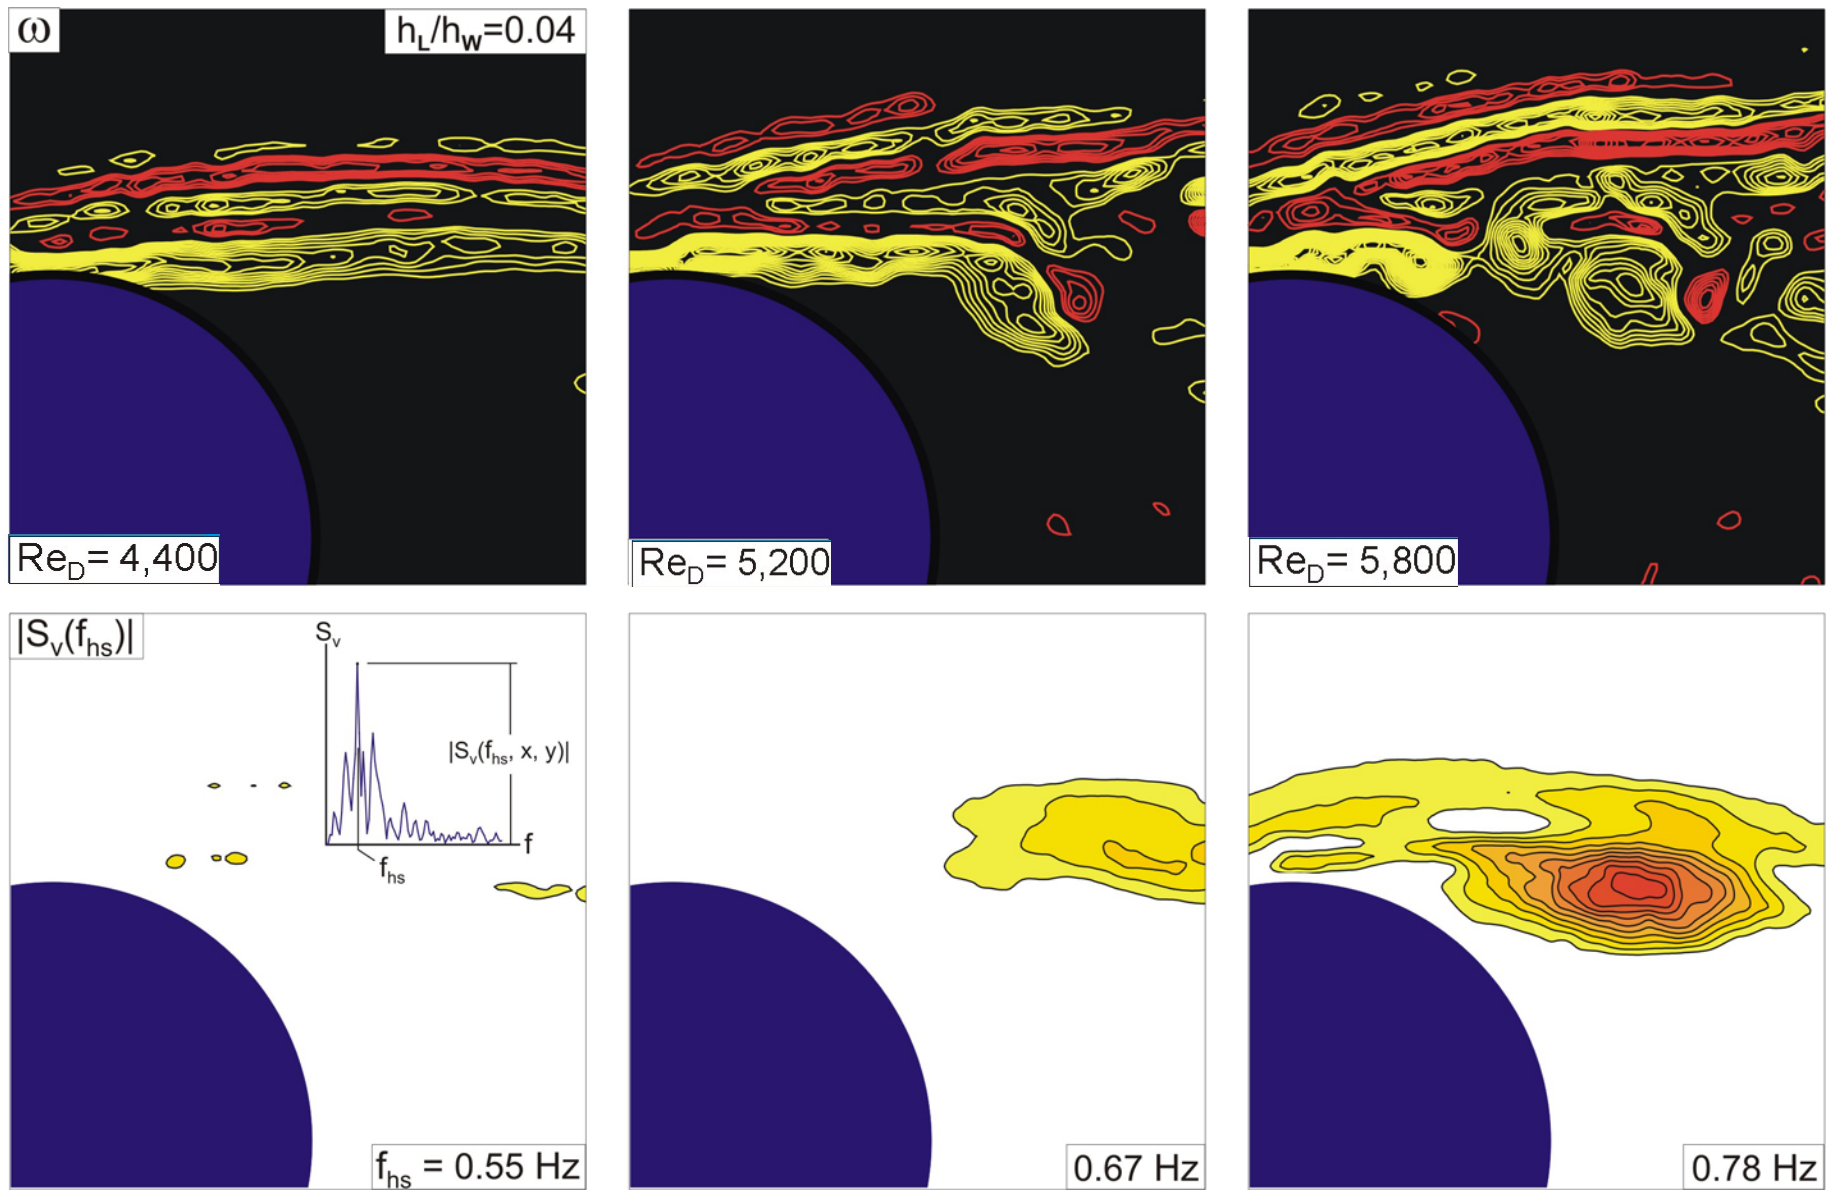 ω
h_L/h_W=0.04
Re_D= 4,400
Re_D= 5,200
Re_D= 5,800
|S_v(f_hs)|
S_v
|S_v(f_hs, x, y)|
f
f_hs
f_hs = 0.55 Hz
0.67 Hz
0.78 Hz